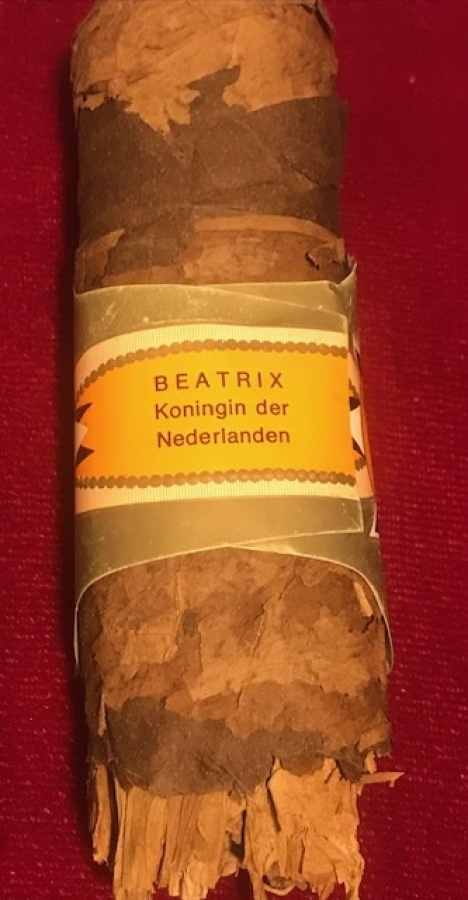 BEATRIX
Koningin der
Nederlanden